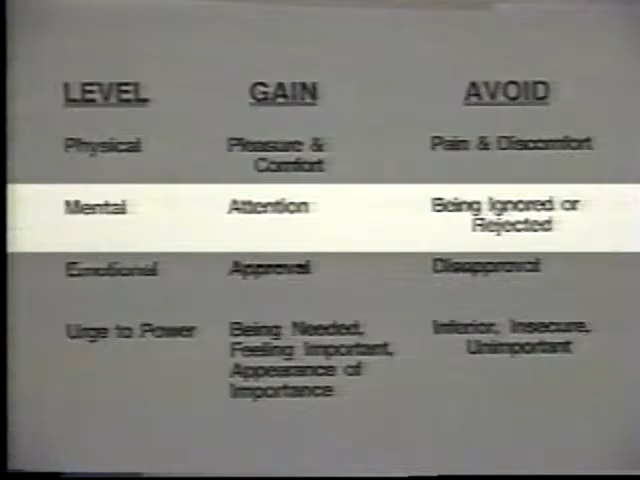 LEVEL GAIN AVOID
Physical Pleasure & Pain & Discomfort
Comfort
Mental Attention Being Ignored or
Rejected
Emotional Approval Disapproval
Urge to Power Being Needed, Inferior, Insecure,
Feeling Important, Unimportant
Appearance of
Importance